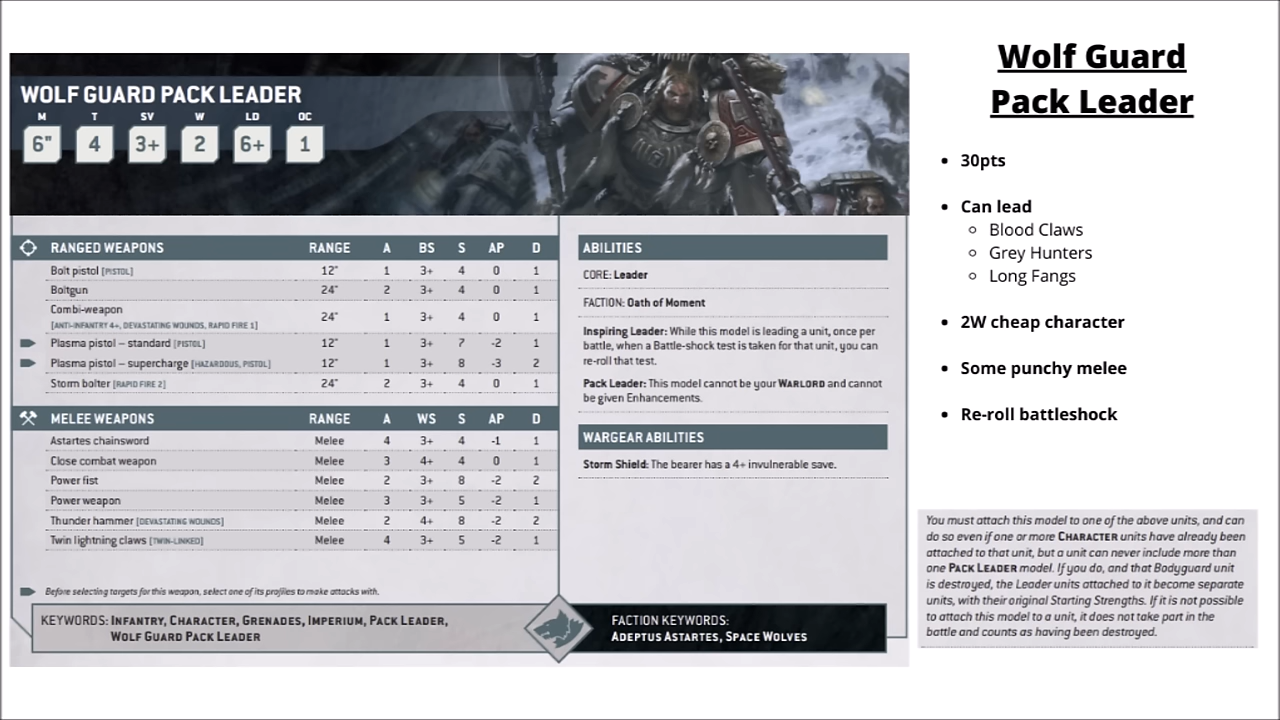 WOLF GUARD PACK LEADER
M T SV W LD OC
6" 4 3+ 2 6+ 1
RANGED WEAPONS RANGE A BS S AP D
Bolt pistol [PISTOL] 12" 1 3+ 4 0 1
Boltgun 24" 2 3+ 4 0 1
Combi-weapon
[ANTI-INFANTRY 4+, DEVASTATING WOUNDS, RAPID FIRE 1] 24" 1 3+ 4 0 1
Plasma pistol – standard [PISTOL] 12" 1 3+ 7 -2 1
Plasma pistol – supercharge [HAZARDOUS, PISTOL] 12" 1 3+ 8 -3 2
Storm bolter [RAPID FIRE 2] 24" 2 3+ 4 0 1
MELEE WEAPONS RANGE A WS S AP D
Astartes chainsword Melee 4 3+ 4 -1 1
Close combat weapon Melee 3 4+ 4 0 1
Power fist Melee 2 3+ 8 -2 2
Power weapon Melee 3 3+ 5 -2 1
Thunder hammer [DEVASTATING WOUNDS] Melee 2 4+ 8 -2 2
Twin lightning claws [TWIN-LINKED] Melee 4 3+ 5 -2 1
Before selecting targets for this weapon, select one of its profiles to make attacks with.
KEYWORDS: INFANTRY, CHARACTER, GRENADES, IMPERIUM, PACK LEADER,
WOLF GUARD PACK LEADER
ABILITIES
CORE: Leader
FACTION: Oath of Moment
Inspiring Leader: While this model is leading a unit, once per
battle, when a Battle-shock test is taken for that unit, you can
re-roll that test.
Pack Leader: This model cannot be your WARLORD and cannot
be given Enhancements.
WARGEAR ABILITIES
Storm Shield: The bearer has a 4+ invulnerable save.
FACTION KEYWORDS:
ADEPTUS ASTARTES, SPACE WOLVES
Wolf Guard
Pack Leader
• 30pts
• Can lead
○ Blood Claws
○ Grey Hunters
○ Long Fangs
• 2W cheap character
• Some punchy melee
• Re-roll battleshock
You must attach this model to one of the above units, and can
do so even if one or more CHARACTER units have already been
attached to that unit, but a unit can never include more than
one PACK LEADER model. If you do, and that Bodyguard unit
is destroyed, the Leader units attached to it become separate
units, with their original Starting Strengths. If it is not possible
to attach this model to a unit, it does not take part in the
battle and counts as having been destroyed.